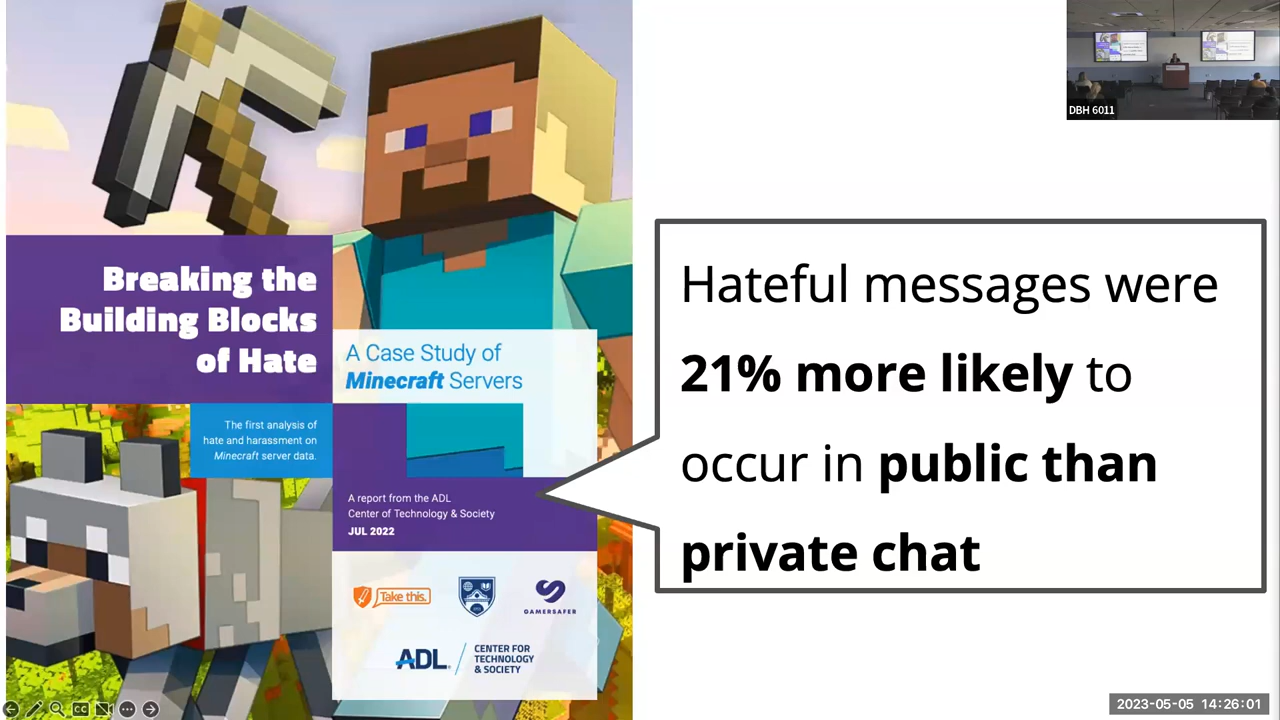 DBH 6011
Breaking the
Building Blocks
of Hate
A Case Study of
Minecraft Servers
The first analysis of
hate and harassment on
Minecraft server data.
A report from the ADL
Center of Technology & Society
JUL 2022
Take this.
GAMERSAFER
ADL
CENTER FOR
TECHNOLOGY
& SOCIETY
Hateful messages were
21% more likely to
occur in public than
private chat
CC
2023-05-05 14:26:01